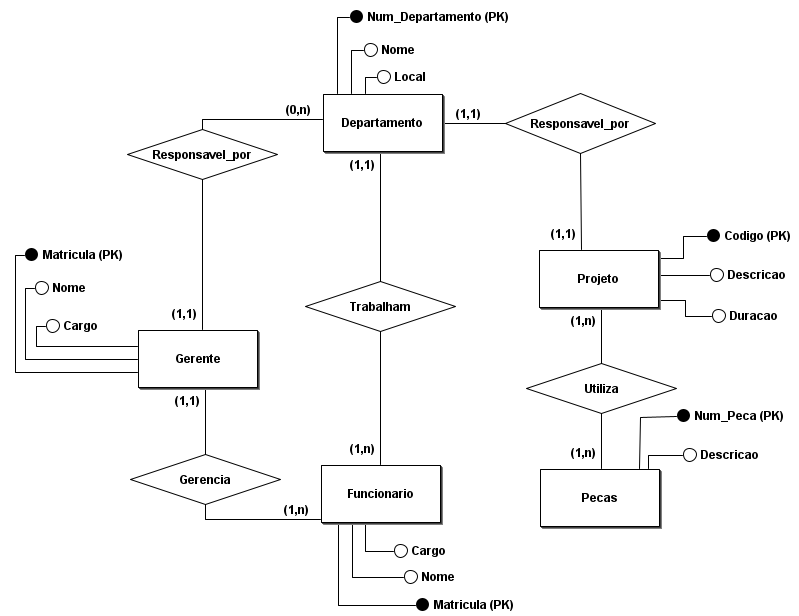 Num_Departamento (PK)
Nome
Local
(0,n)
Departamento
(1,1)
Responsavel_por
Responsavel_por
(1,1)
(1,1)
Codigo (PK)
Matricula (PK)
Descricao
Projeto
Nome
Trabalham
(1,1)
Duracao
(1,n)
Cargo
Gerente
Utiliza
(1,1)
Num_Peca (PK)
(1,n)
(1,n)
Descricao
Gerencia
Funcionario
Pecas
(1,n)
Cargo
Nome
Matricula (PK)